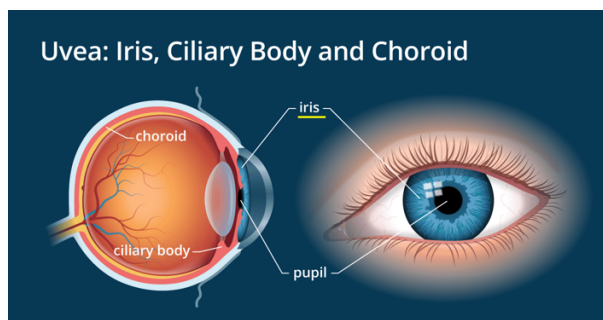 Uvea: Iris, Ciliary Body and Choroid
iris
choroid
ciliary body
pupil